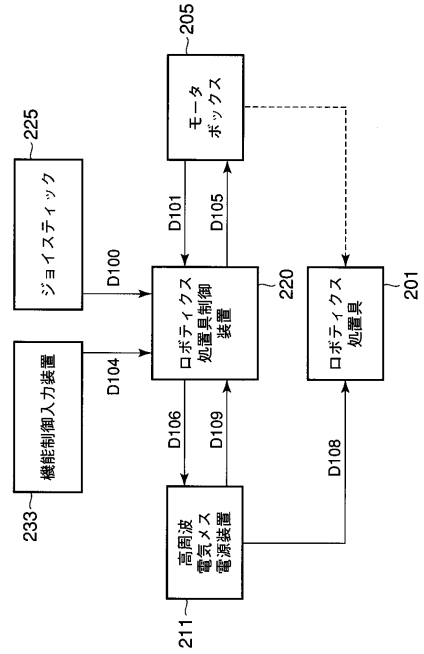 機能制御入力装置
233
ジョイスティック
225
D104
D100
高周波
電気メス
電源装置
211
D106
D109
ロボティクス
処置具制御
装置
220
D101
D105
モータ
ボックス
205
D108
ロボティクス
処置具
201